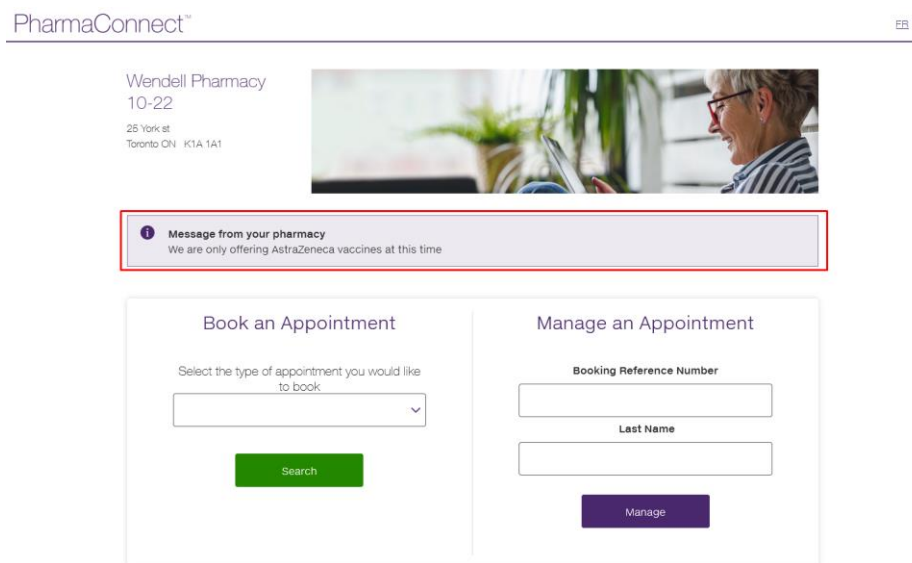 PharmaConnect™
FR
Wendell Pharmacy
10-22
25 York st
Toronto ON K1A 1A1
Message from your pharmacy
We are only offering AstraZeneca vaccines at this time
Book an Appointment
Select the type of appointment you would like
to book
Search
Manage an Appointment
Booking Reference Number
Last Name
Manage